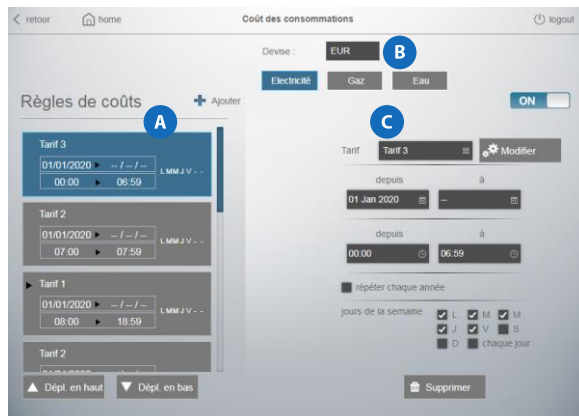 retour
home
Coût des consommations
logout
Devise :
EUR
B
Electricité
Gaz
Eau
Règles de coûts
Ajouter
ON
A
C
Tarif 3
01/01/2020 -- / -- / --
00:00 06:59
L M M J V - -
Tarif 2
01/01/2020 -- / -- / --
07:00 07:59
L M M J V - -
Tarif 1
01/01/2020 -- / -- / --
08:00 18:59
L M M J V - -
Tarif 2
Dépl. en haut
Dépl. en bas
Tarif
Tarif 3
Modifier
depuis
à
01 Jan 2020
--
depuis
à
00:00
06:59
répéter chaque année
jours de la semaine
L M M
J V S
D chaque jour
Supprimer